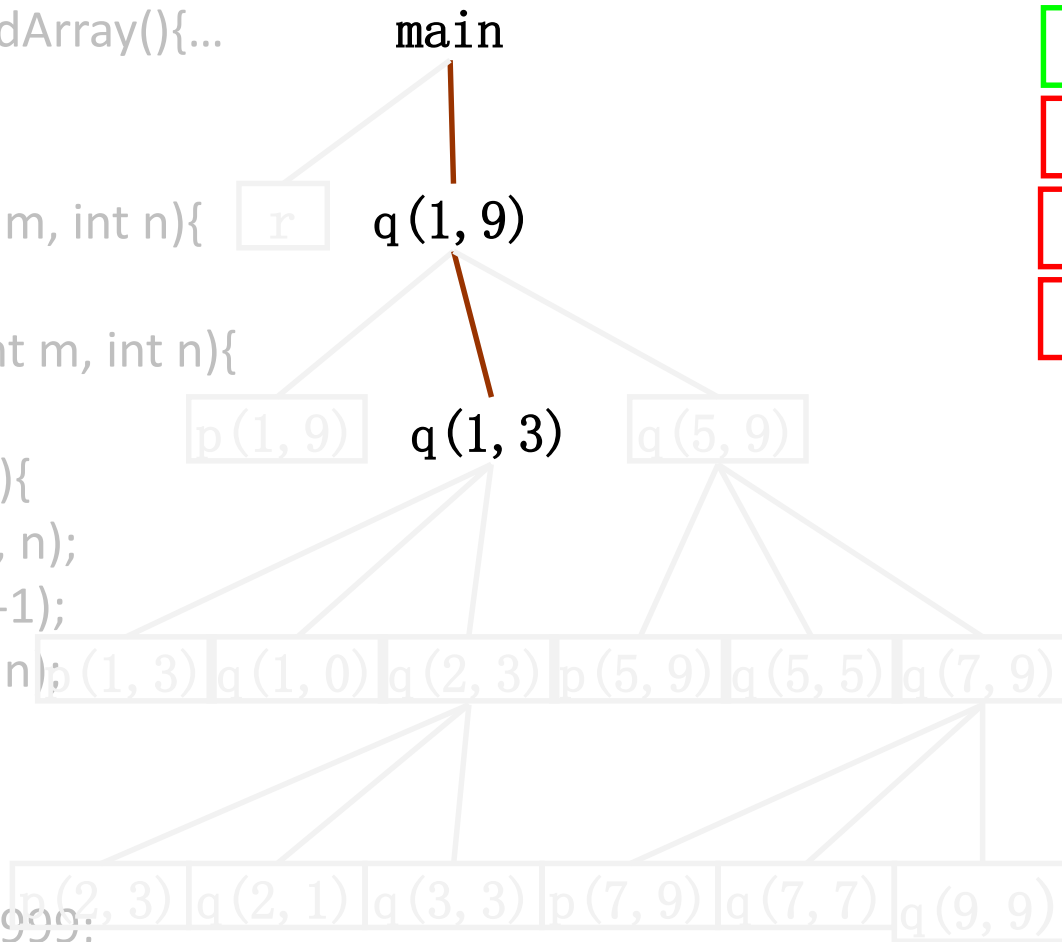 dArray(){…
main
m, int n){
r
q(1,9)
nt m, int n){
p(1,9)
q(1,3)
q(5,9)
){
, n);
-1);
n);
p(1,3)
q(1,0)
q(2,3)
p(5,9)
q(5,5)
q(7,9)
p(2,3)
q(2,1)
q(3,3)
p(7,9)
q(7,7)
q(9,9)
999: